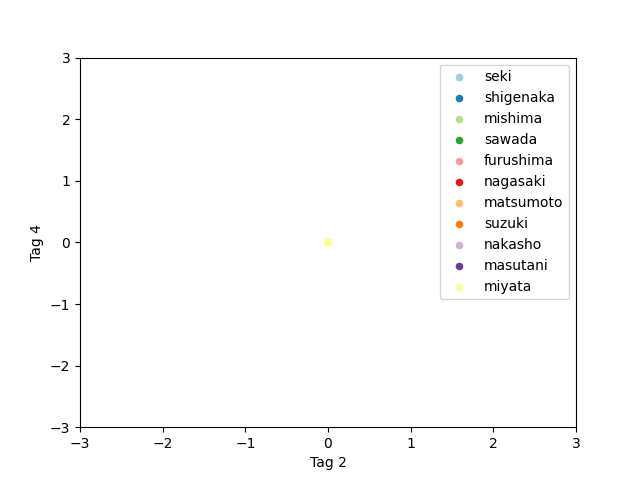 3
2
1
0
−1
−2
−3
Tag 4
−3 −2 −1 0 1 2 3
Tag 2
seki
shigenaka
mishima
sawada
furushima
nagasaki
matsumoto
suzuki
nakasho
masutani
miyata